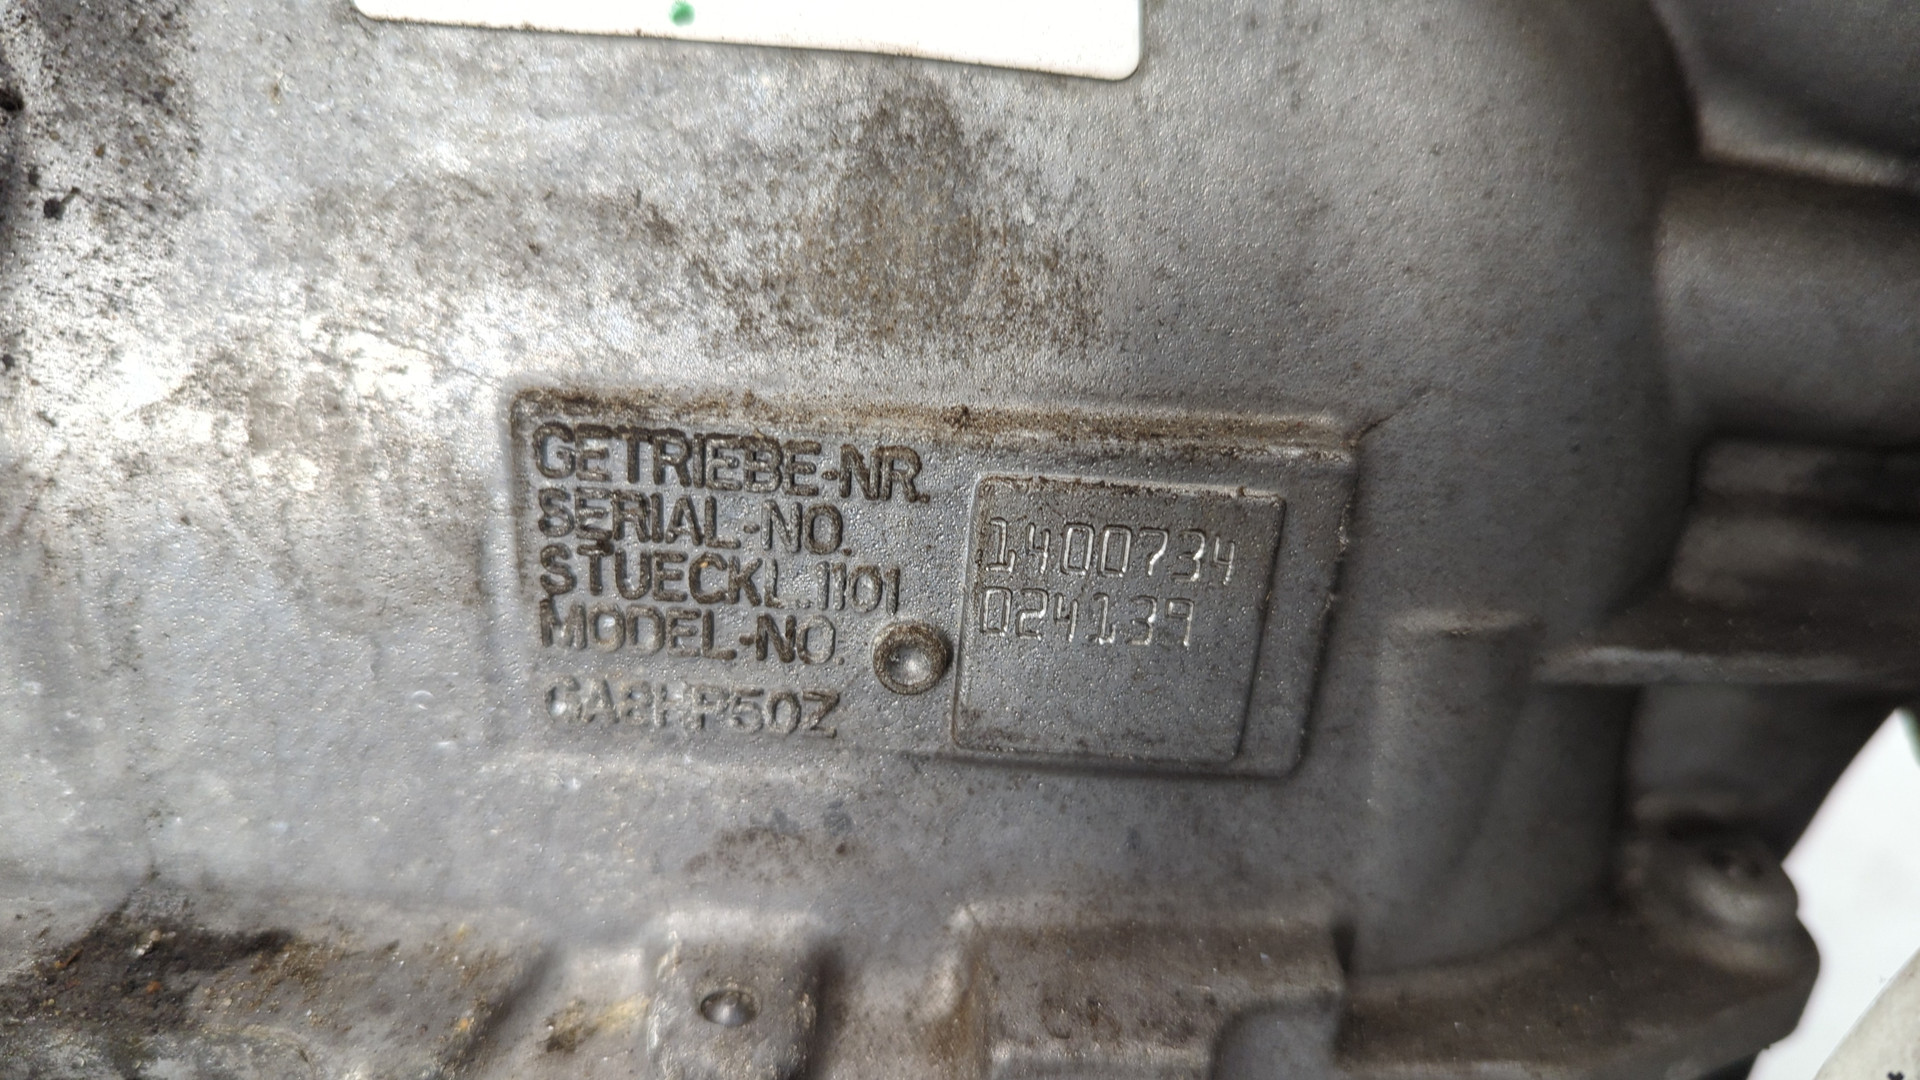 GETRIEBE-NR.
SERIAL-NO.
1400734
STUECKL.1101
024139
MODEL-NO.
GA8HP50Z